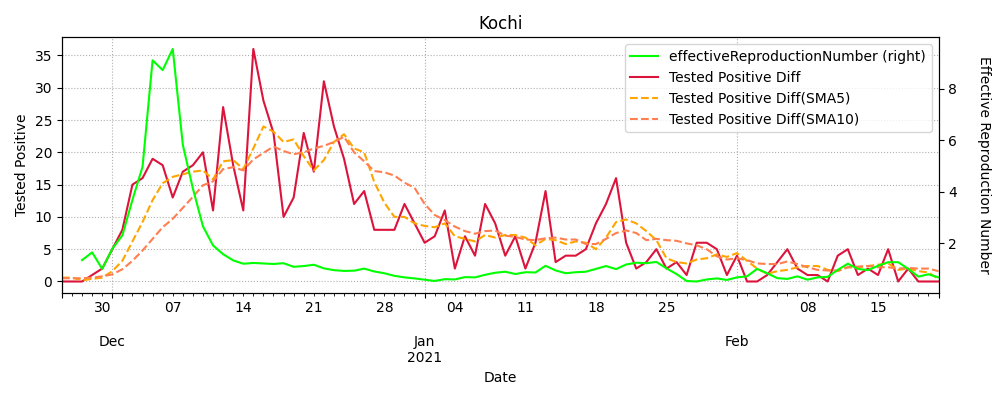 Kochi
effectiveReproductionNumber (right)
Tested Positive Diff
Tested Positive Diff(SMA5)
Tested Positive Diff(SMA10)
Tested Positive
35
30
25
20
15
10
5
0
Effective Reproduction Number
8
6
4
2
30 07 14 21 28 04 11 18 25 08 15
Dec Jan Feb
2021
Date